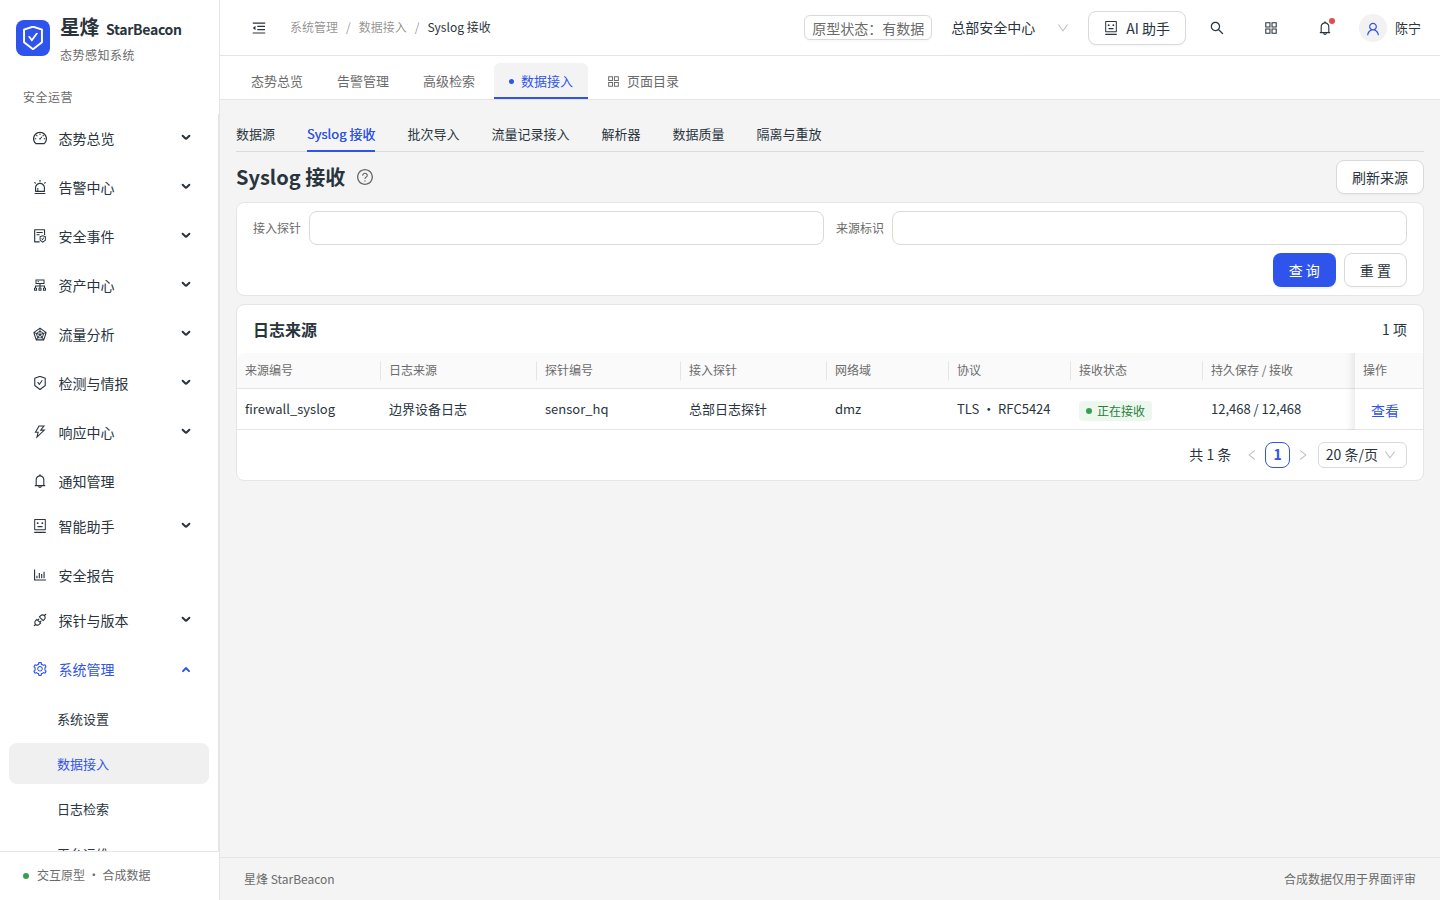 星烽 StarBeacon
态势感知系统
安全运营
态势总览
告警中心
安全事件
资产中心
流量分析
检测与情报
响应中心
通知管理
智能助手
安全报告
探针与版本
系统管理
系统设置
数据接入
日志检索
交互原型 · 合成数据
系统管理 / 数据接入 / Syslog 接收
原型状态：有数据
总部安全中心
AI 助手
陈宁
态势总览
告警管理
高级检索
数据接入
页面目录
数据源
Syslog 接收
批次导入
流量记录接入
解析器
数据质量
隔离与重放
Syslog 接收
刷新来源
接入探针
来源标识
查 询
重 置
日志来源
1 项
来源编号 日志来源 探针编号 接入探针 网络域 协议 接收状态 持久保存 / 接收 操作
firewall_syslog 边界设备日志 sensor_hq 总部日志探针 dmz TLS · RFC5424 正在接收 12,468 / 12,468 查看
共 1 条 < 1 > 20 条/页
星烽 StarBeacon
合成数据仅用于界面评审